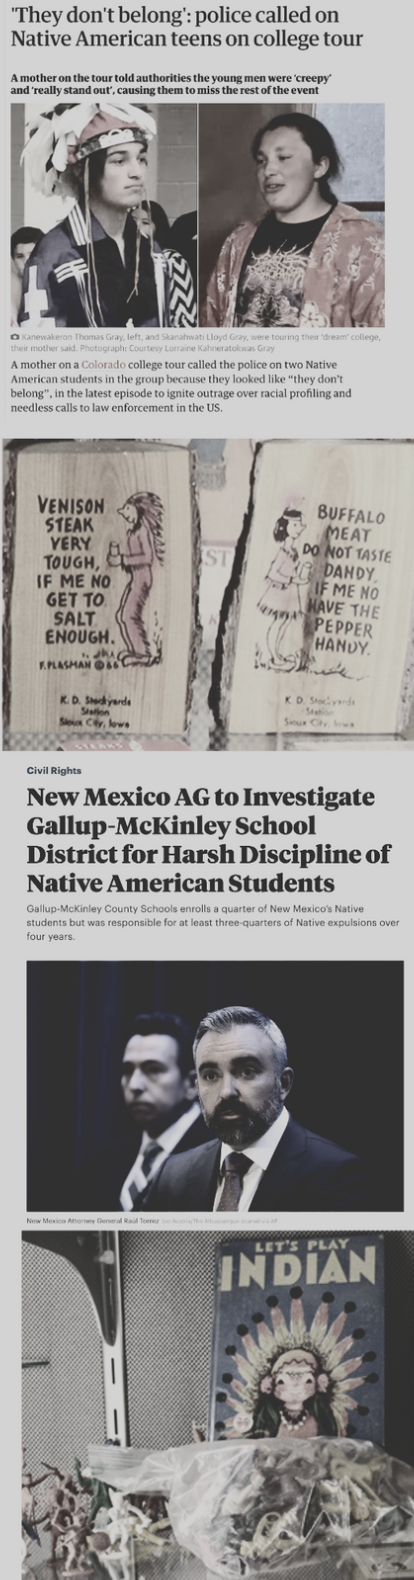 'They don't belong': police called on
Native American teens on college tour
A mother on the tour told authorities the young men were 'creepy'
and 'really stand out', causing them to miss the rest of the event
Kanewakeron Thomas Gray, left, and Skanahwati Lloyd Gray, were touring their 'dream' college,
their mother said. Photograph: Courtesy Lorraine Kahneratokwas Gray
A mother on a Colorado college tour called the police on two Native
American students in the group because they looked like “they don't
belong”, in the latest episode to ignite outrage over racial profiling and
needless calls to law enforcement in the US.
VENISON
STEAK
VERY
TOUGH,
IF ME NO
GET TO
SALT
ENOUGH.
F.PLASMAN © 66
K. D. Stockyards
Station
Sioux City, Iowa
BUFFALO
MEAT
DO NOT TASTE
DANDY,
IF ME NO
HAVE THE
PEPPER
HANDY.
K. D. Stockyards
Station
Sioux City, Iowa
STEAKS
Civil Rights
New Mexico AG to Investigate
Gallup-McKinley School
District for Harsh Discipline of
Native American Students
Gallup-McKinley County Schools enrolls a quarter of New Mexico's Native
students but was responsible for at least three-quarters of Native expulsions over
four years.
New Mexico Attorney General Raúl Torrez
LET'S PLAY
INDIAN